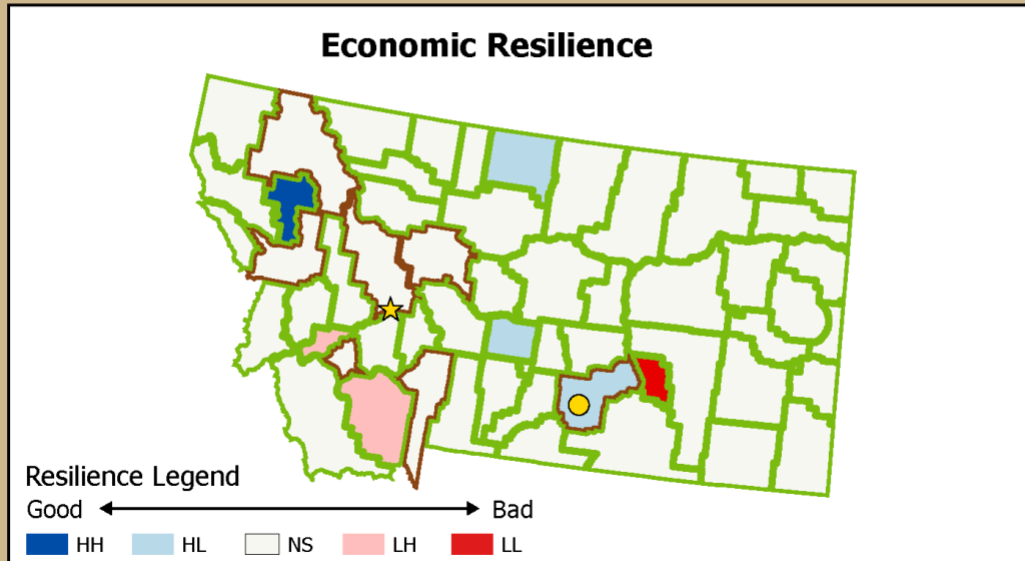 Economic Resilience
Resilience Legend
Good Bad
HH HL NS LH LL